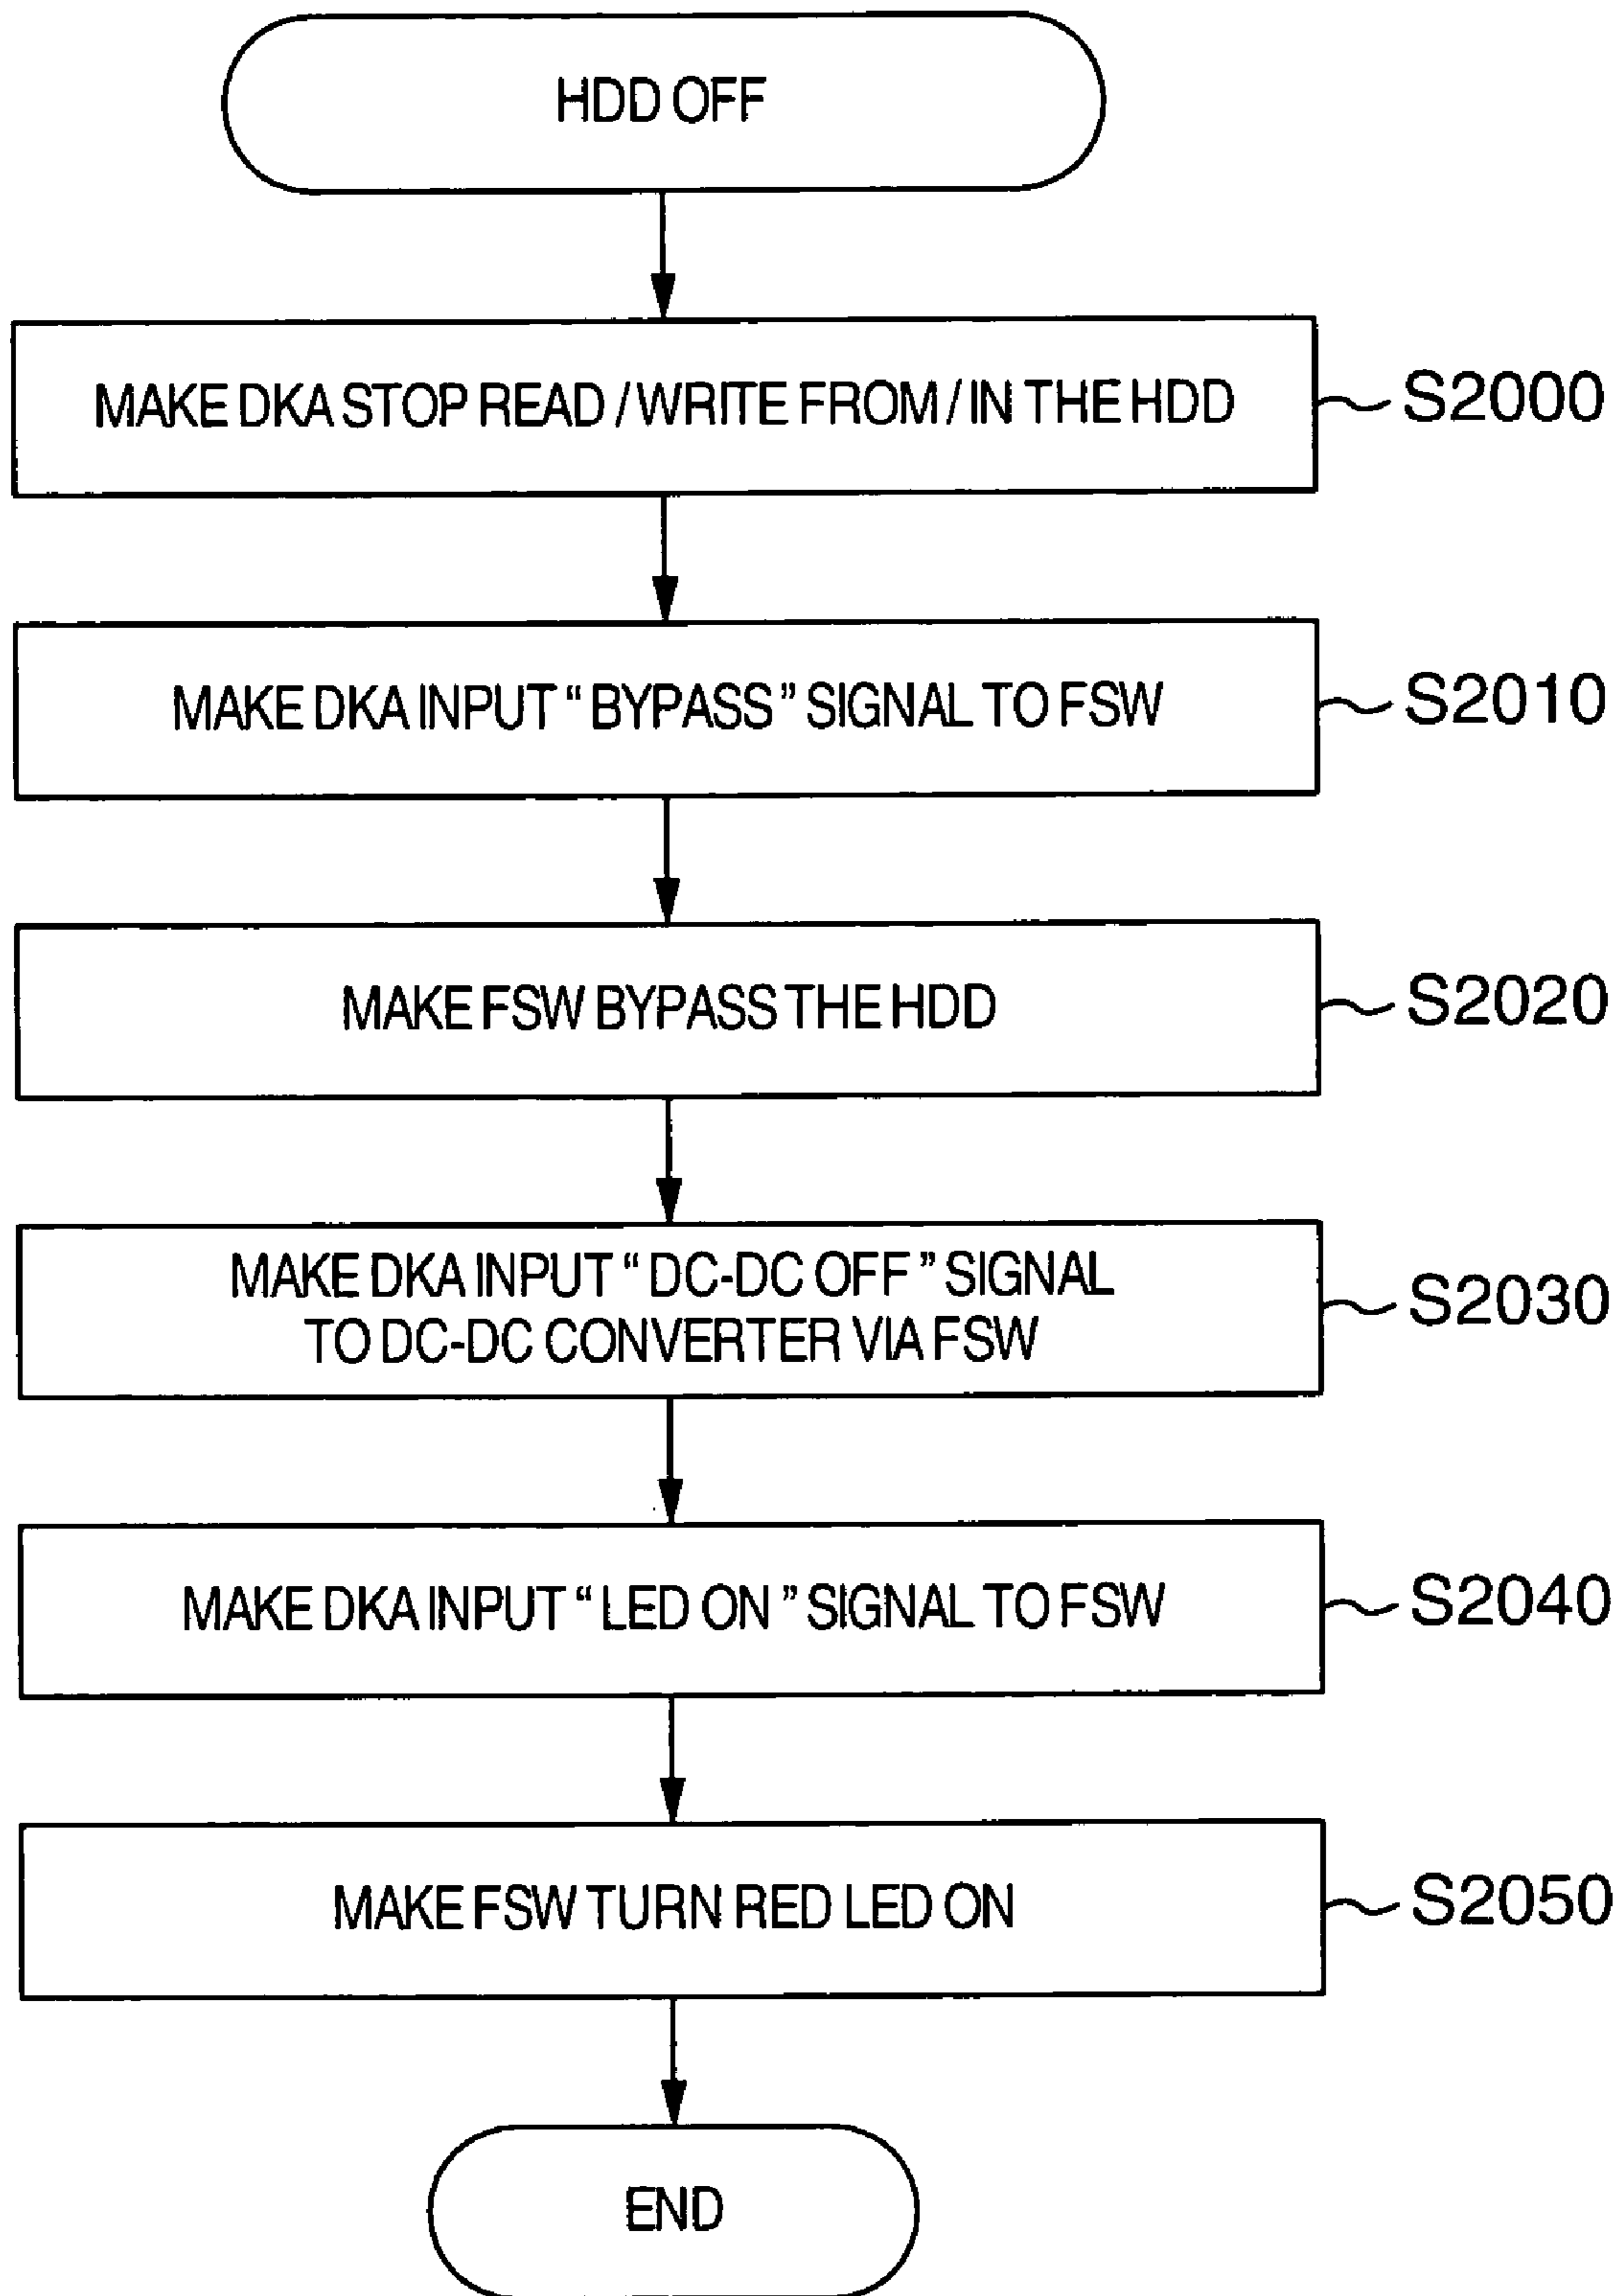 HDD OFF
MAKE DKA STOP READ / WRITE FROM / IN THE HDD
S2000
MAKE DKA INPUT “ BYPASS ” SIGNAL TO FSW
S2010
MAKE FSW BYPASS THE HDD
S2020
MAKE DKA INPUT “ DC-DC OFF ” SIGNAL
TO DC-DC CONVERTER VIA FSW
S2030
MAKE DKA INPUT “ LED ON ” SIGNAL TO FSW
S2040
MAKE FSW TURN RED LED ON
S2050
END